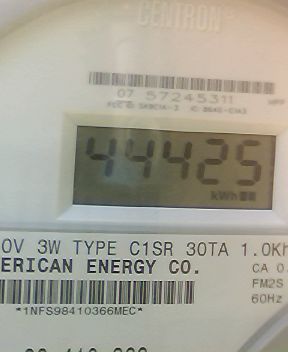 CENTRON
07 57245311
44425
kWh
0V 3W TYPE C1SR 30TA 1.0Kh
ERICAN ENERGY CO.
CA 0.
FM2S
60Hz
*1NFS98410366MEC*